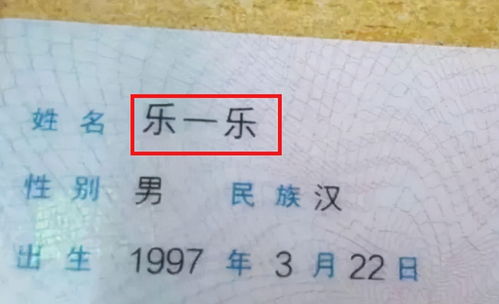 姓名 乐一乐
性别 男 民族 汉
出生 1997 年 3 月 22 日